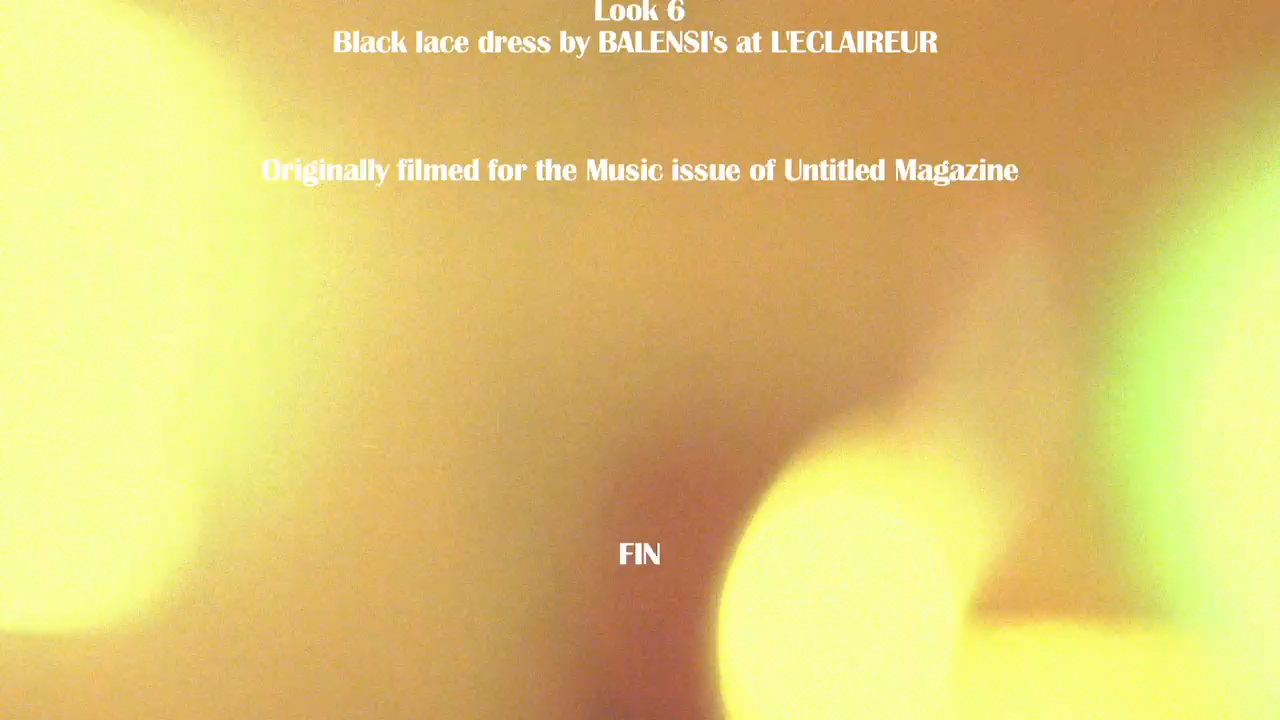 Look 6
Black lace dress by BALENSI's at L'ECLAIREUR
Originally filmed for the Music issue of Untitled Magazine
FIN